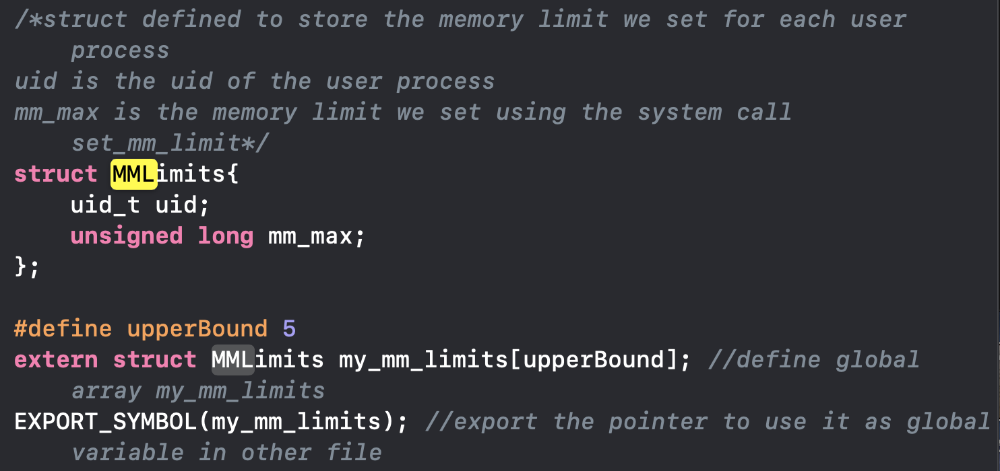 /*struct defined to store the memory limit we set for each user
process
uid is the uid of the user process
mm_max is the memory limit we set using the system call
set_mm_limit*/
struct MMLimits{
uid_t uid;
unsigned long mm_max;
};
#define upperBound 5
extern struct MMLimits my_mm_limits[upperBound]; //define global
array my_mm_limits
EXPORT_SYMBOL(my_mm_limits); //export the pointer to use it as global
variable in other file